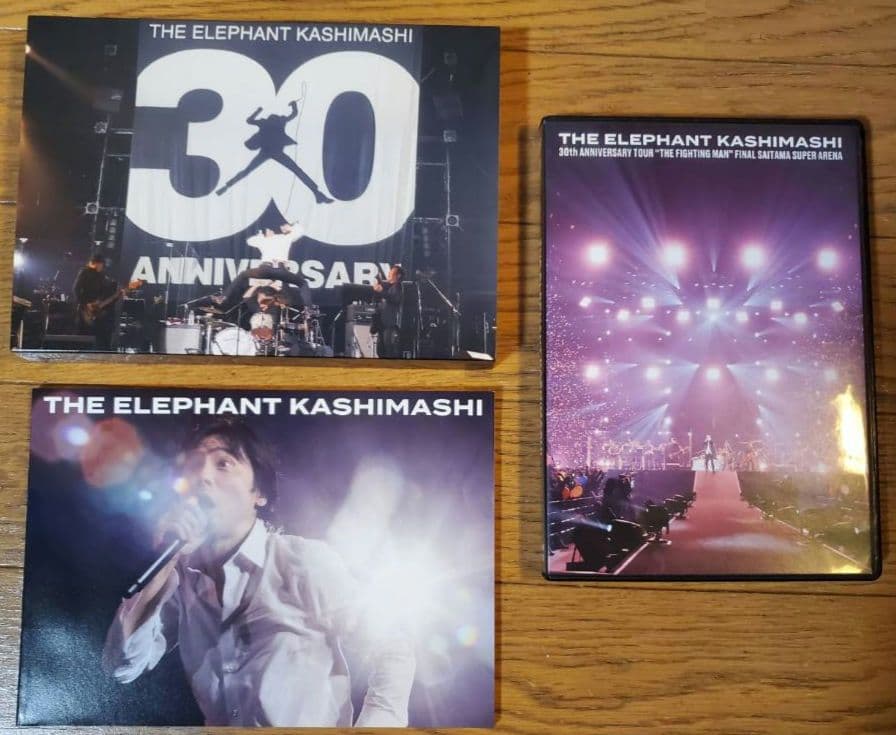 THE ELEPHANT KASHIMASHI
30
ANNIVERSARY
THE ELEPHANT KASHIMASHI
30th ANNIVERSARY TOUR "THE FIGHTING MAN" FINAL SAITAMA SUPER ARENA
THE ELEPHANT KASHIMASHI